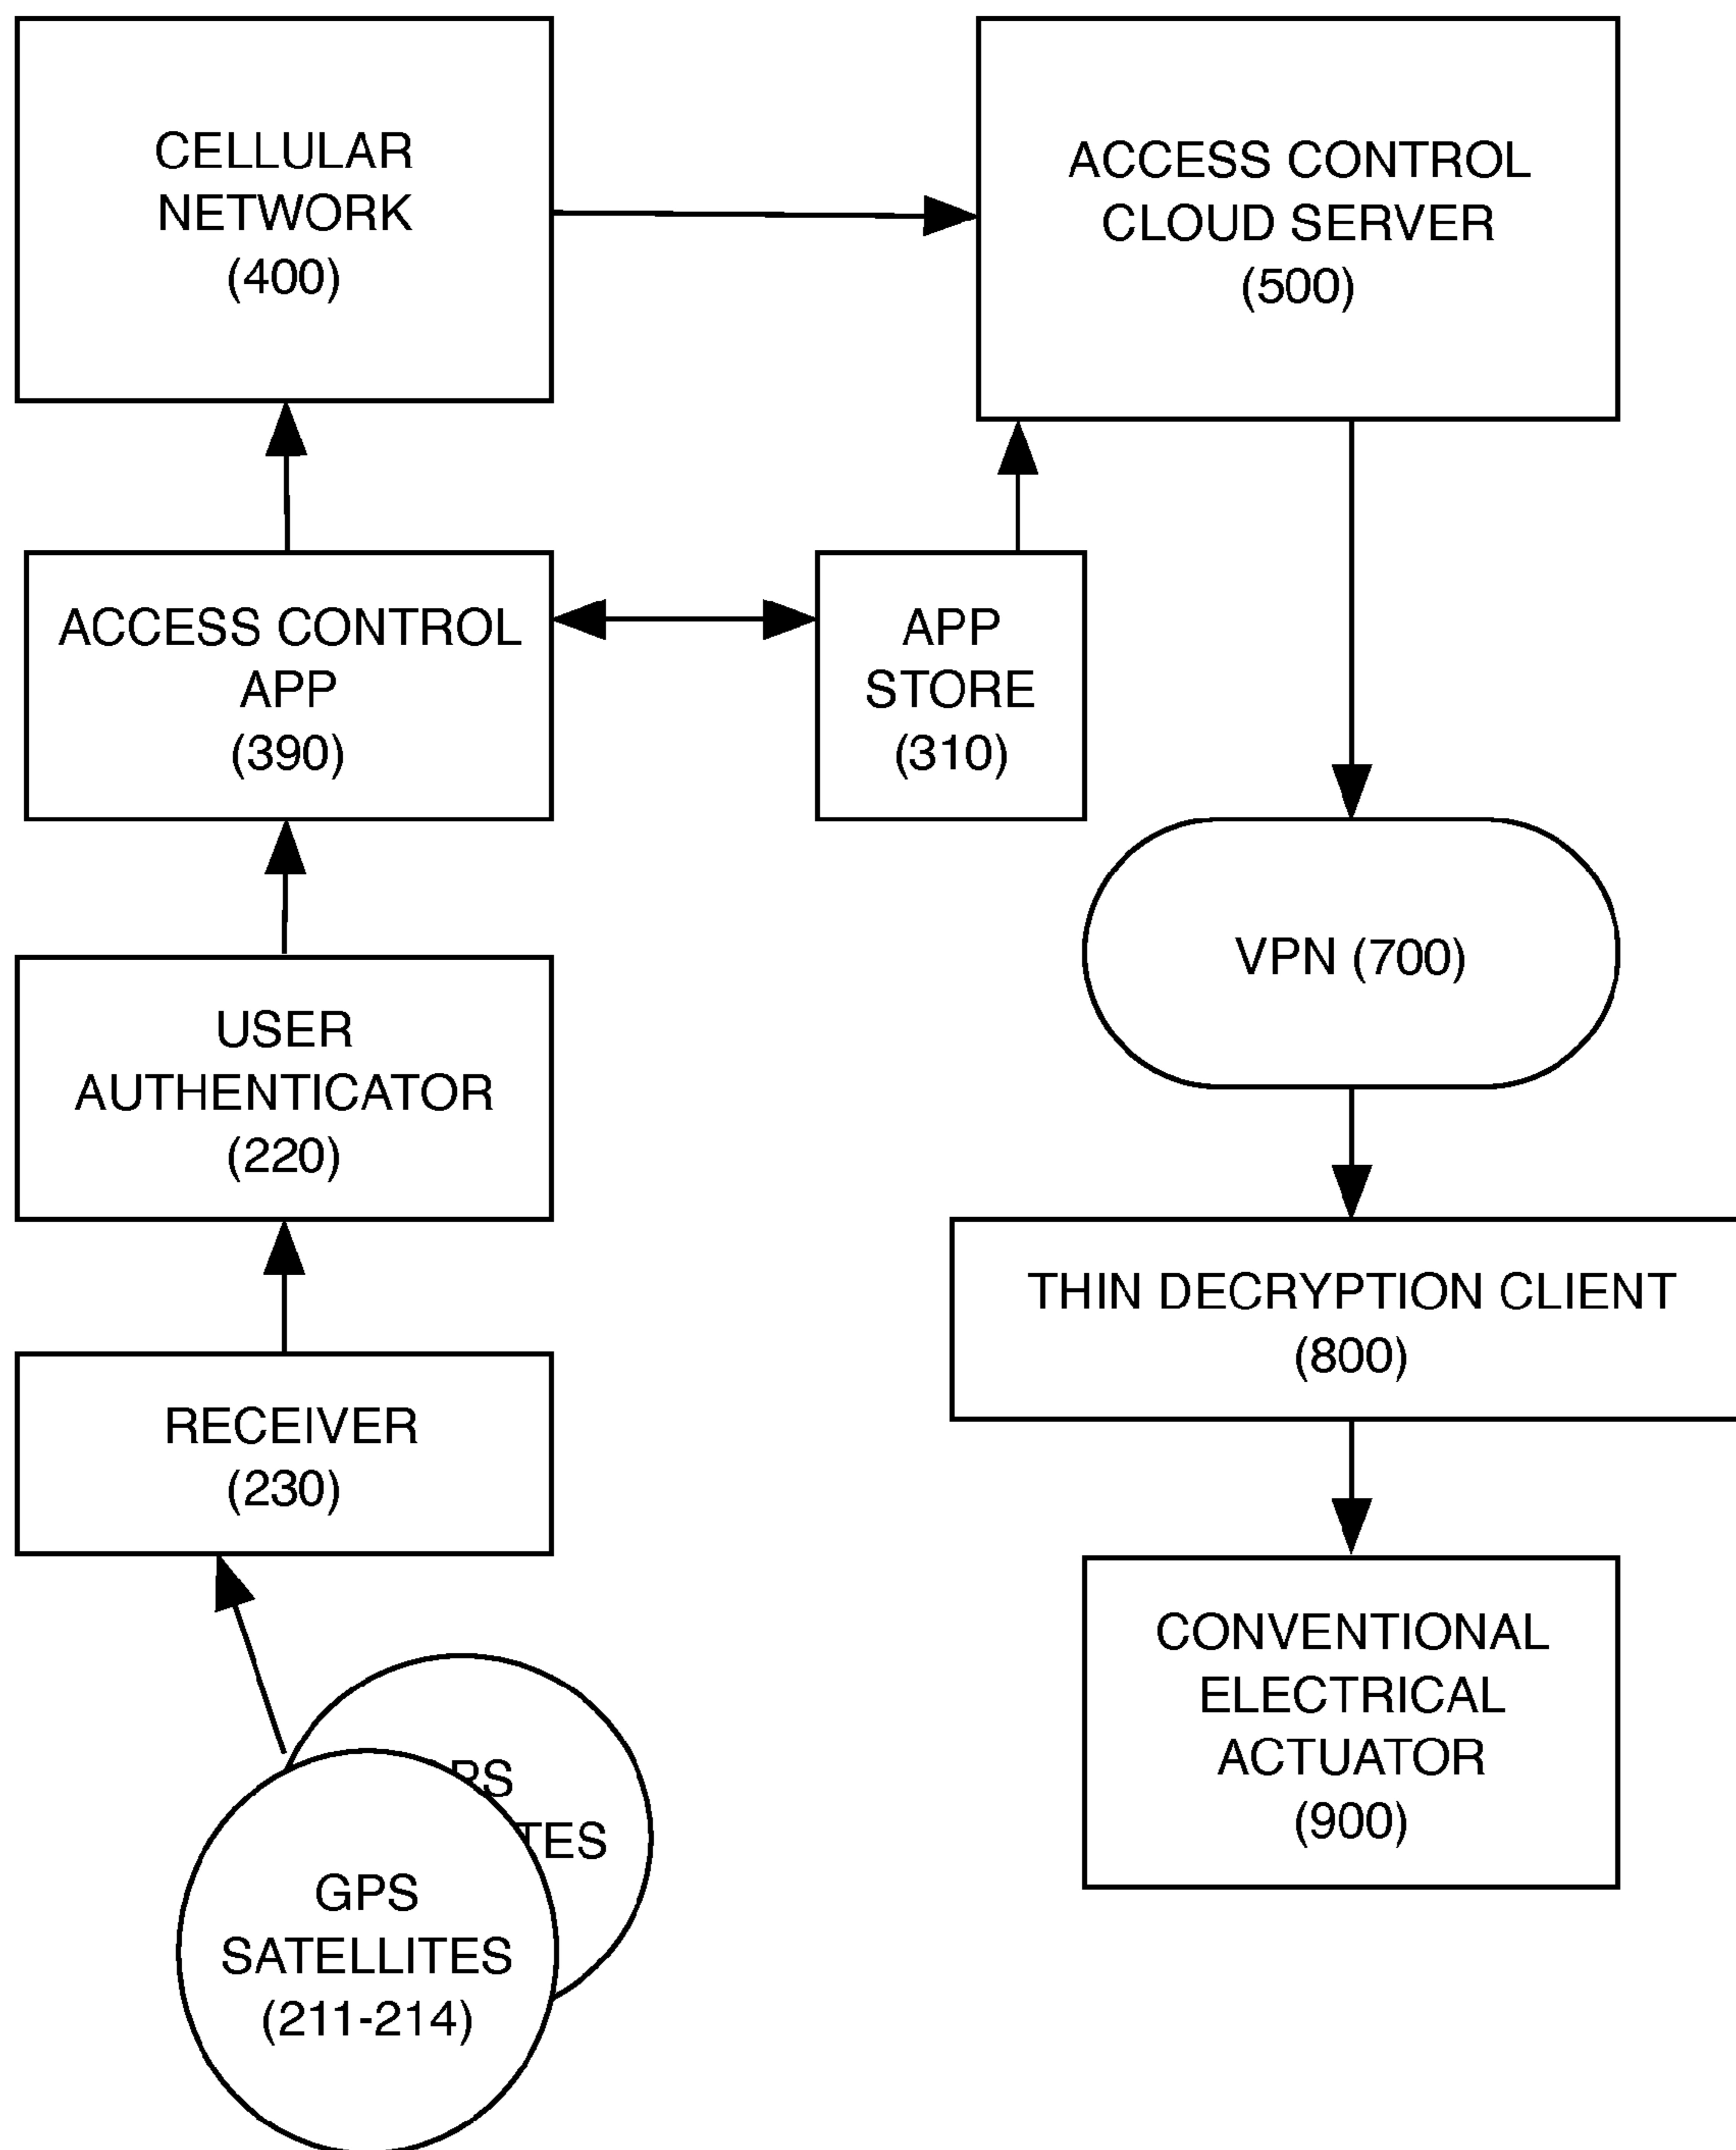 CELLULAR
NETWORK
(400)
ACCESS CONTROL
CLOUD SERVER
(500)
ACCESS CONTROL
APP
(390)
APP
STORE
(310)
USER
AUTHENTICATOR
(220)
VPN (700)
THIN DECRYPTION CLIENT
(800)
RECEIVER
(230)
CONVENTIONAL
ELECTRICAL
ACTUATOR
(900)
GPS
SATELLITES
(211-214)